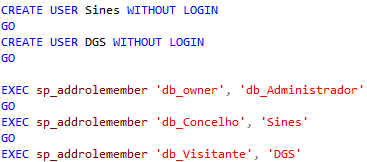 CREATE USER Sines WITHOUT LOGIN
GO
CREATE USER DGS WITHOUT LOGIN
GO
EXEC sp_addrolemember 'db_owner', 'db_Administrador'
GO
EXEC sp_addrolemember 'db_Concelho', 'Sines'
GO
EXEC sp_addrolemember 'db_Visitante', 'DGS'